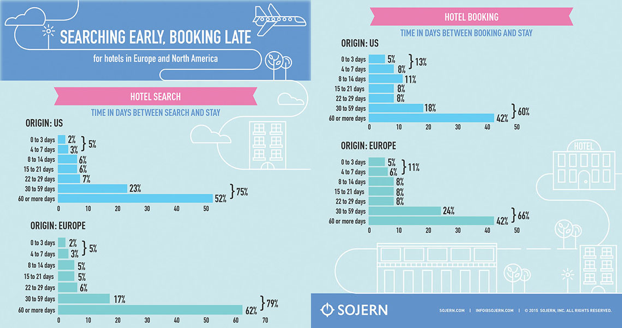 SEARCHING EARLY, BOOKING LATE
for hotels in Europe and North America
HOTEL SEARCH
TIME IN DAYS BETWEEN SEARCH AND STAY
ORIGIN: US
0 to 3 days 2%
4 to 7 days 3%
5%
8 to 14 days 6%
15 to 21 days 6%
22 to 29 days 7%
30 to 59 days 23%
60 or more days 52%
75%
0 10 20 30 40 50
ORIGIN: EUROPE
0 to 3 days 2%
4 to 7 days 3%
5%
8 to 14 days 5%
15 to 21 days 5%
22 to 29 days 6%
30 to 59 days 17%
60 or more days 62%
79%
0 10 20 30 40 50 60 70
HOTEL BOOKING
TIME IN DAYS BETWEEN BOOKING AND STAY
ORIGIN: US
0 to 3 days 5%
4 to 7 days 8%
13%
8 to 14 days 11%
15 to 21 days 8%
22 to 29 days 8%
30 to 59 days 18%
60 or more days 42%
60%
0 10 20 30 40 50
ORIGIN: EUROPE
0 to 3 days 5%
4 to 7 days 6%
11%
8 to 14 days 8%
15 to 21 days 8%
22 to 29 days 8%
30 to 59 days 24%
60 or more days 42%
66%
0 10 20 30 40 50
HOTEL
SOJERN
SOJERN.COM | INFO@SOJERN.COM | © 2015 SOJERN, INC. ALL RIGHTS RESERVED.